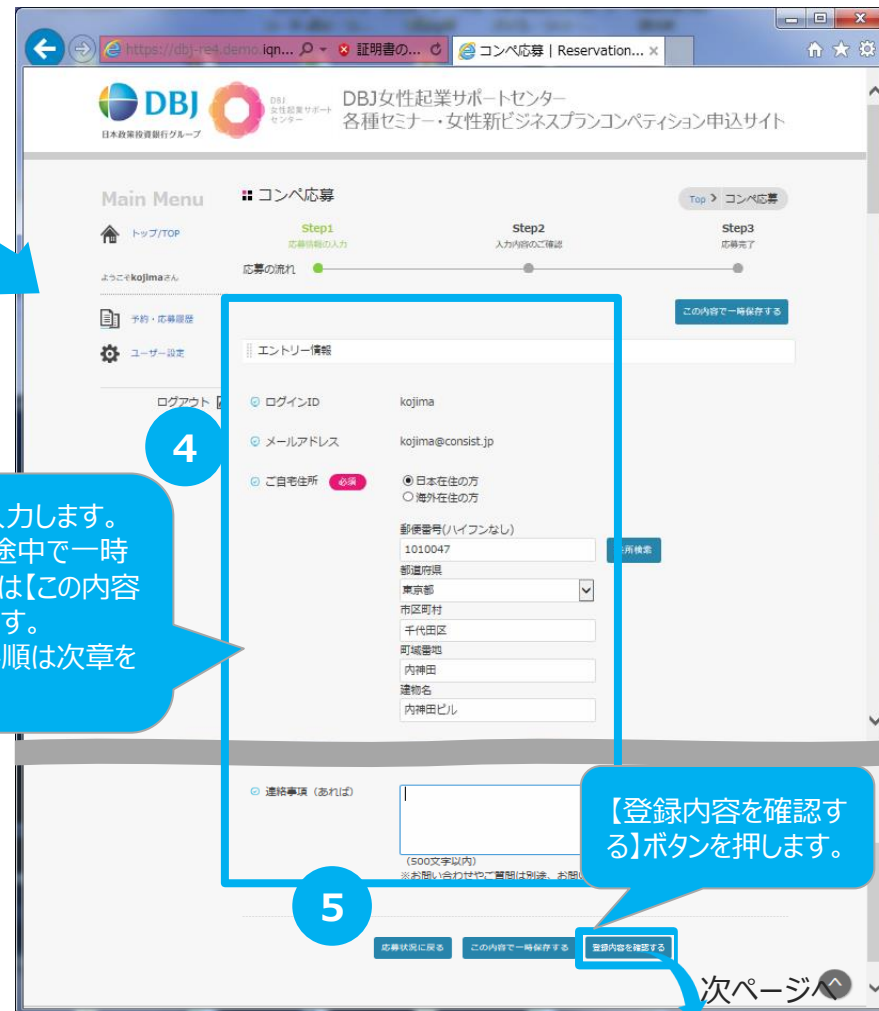 https://dbj-re4.demo.iqn...
証明書の...
コンペ応募 | Reservation...
DBJ
日本政策投資銀行グループ
DBJ
女性起業サポート
センター
DBJ女性起業サポートセンター
各種セミナー・女性新ビジネスプランコンペティション申込サイト
Main Menu
トップ/TOP
ようこそkojimaさん
予約・応募履歴
ユーザー設定
ログアウト
コンペ応募
Top > コンペ応募
Step1
応募情報の入力
Step2
入力内容のご確認
Step3
応募完了
応募の流れ
この内容で一時保存する
エントリー情報
ログインID kojima
4
メールアドレス kojima@consist.jp
ご自宅住所 必須
日本在住の方
海外在住の方
郵便番号(ハイフンなし)
1010047
所検索
都道府県
東京都
市区町村
千代田区
町域番地
内神田
建物名
内神田ビル
力します。
途中で一時
は【この内容
す。
順は次章を
連絡事項（あれば）
（500文字以内）
※お問い合わせやご質問は別途、お問
【登録内容を確認す
る】ボタンを押します。
5
応募状況に戻る
この内容で一時保存する
登録内容を確認する
次ページへ